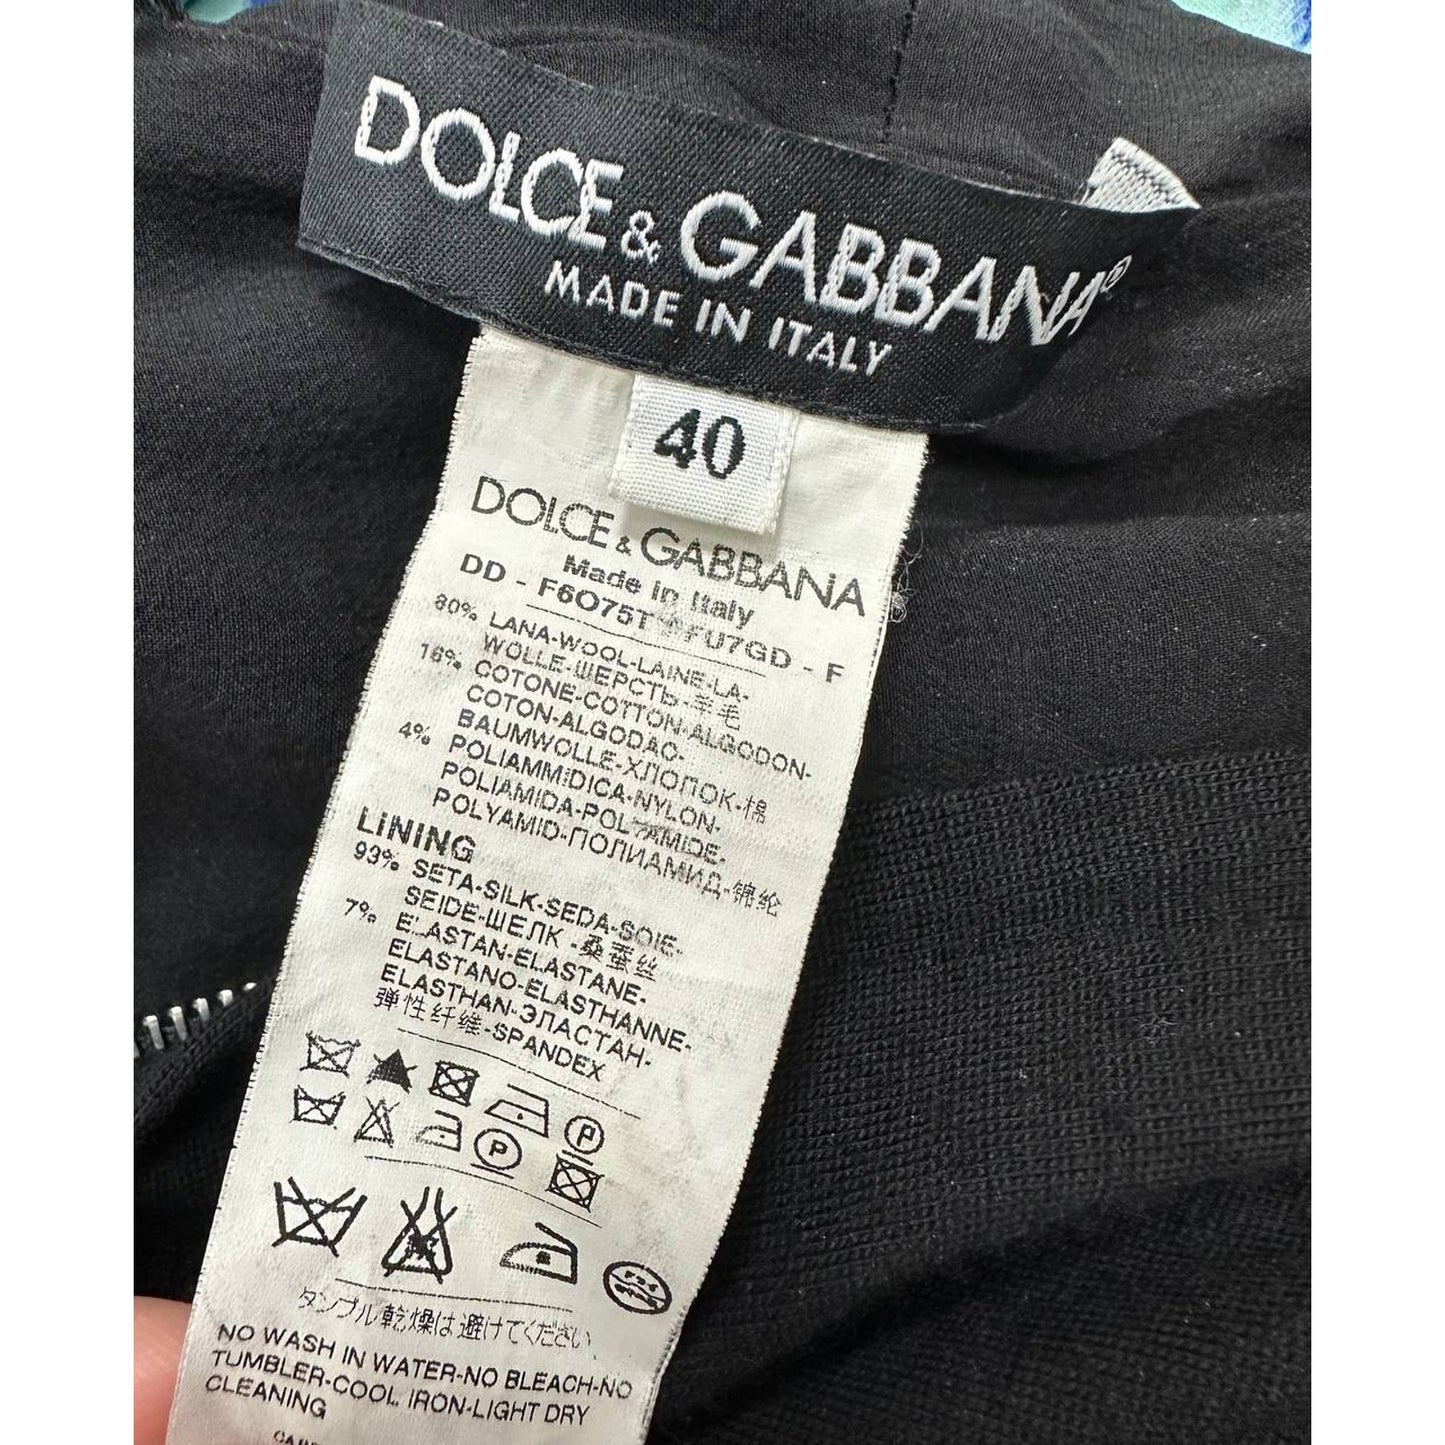 DOLCE & GABBANA®
MADE IN ITALY
40
DOLCE & GABBANA
Made in Italy
DD - F6O75T FU7GD - F
80% LANA-WOOL-LAINE-LA-
WOLLE-ШЕРСТЬ-羊毛
16% COTONE-COTTON-ALGODON-
COTON-ALGODAO-
BAUMWOLLE-ХЛОПОК-棉
4% POLIAMMIDICA-NYLON-
POLIAMIDA-POLYAMIDE-
POLYAMID-ПОЛИАМИД-锦纶
LINING
93% SETA-SILK-SEDA-SOIE-
SEIDE-ШЕЛК-桑蚕丝
7% ELASTAN-ELASTANE-
ELASTANO-ELASTHANNE-
ELASTHAN-ЭЛАСТАН-
弹性纤维-SPANDEX
P
P
タンブル乾燥は避けてください
NO WASH IN WATER-NO BLEACH-NO
TUMBLER-COOL IRON-LIGHT DRY
CLEANING